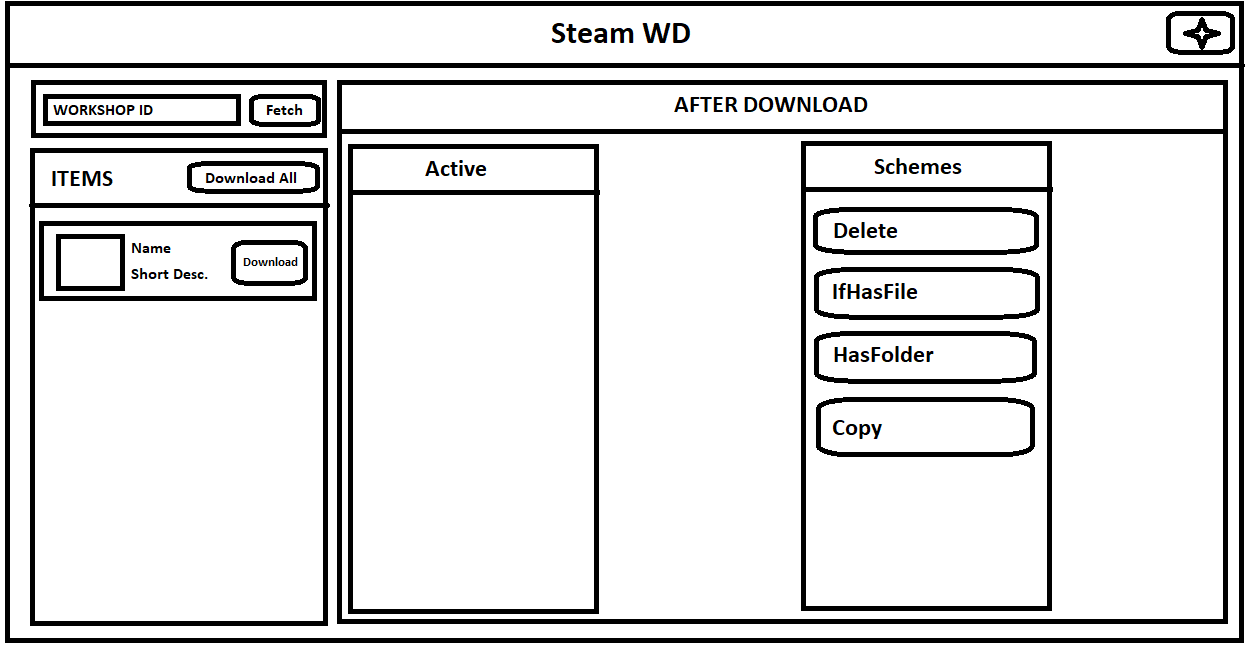 Steam WD
WORKSHOP ID
Fetch
ITEMS
Download All
Name
Short Desc.
Download
AFTER DOWNLOAD
Active
Schemes
Delete
IfHasFile
HasFolder
Copy